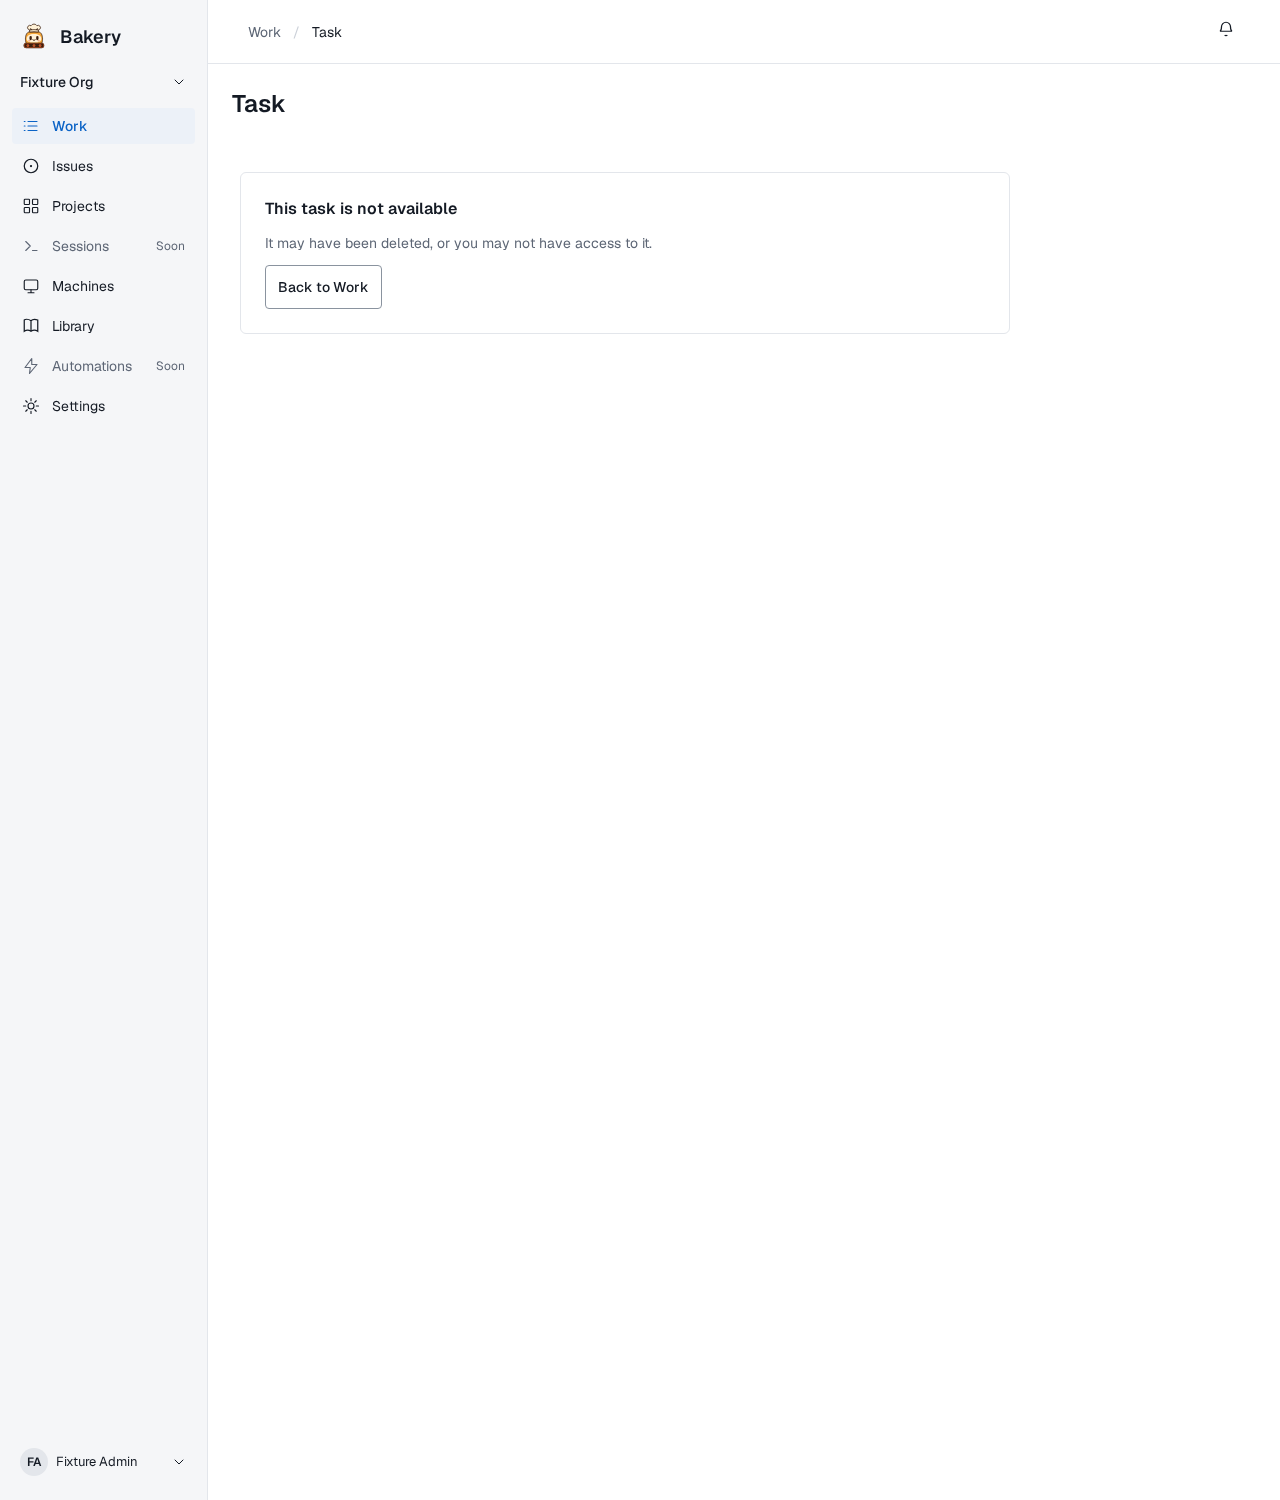 Bakery
Fixture Org
Work
Issues
Projects
Sessions Soon
Machines
Library
Automations Soon
Settings
FA Fixture Admin
Work / Task
Task
This task is not available
It may have been deleted, or you may not have access to it.
Back to Work